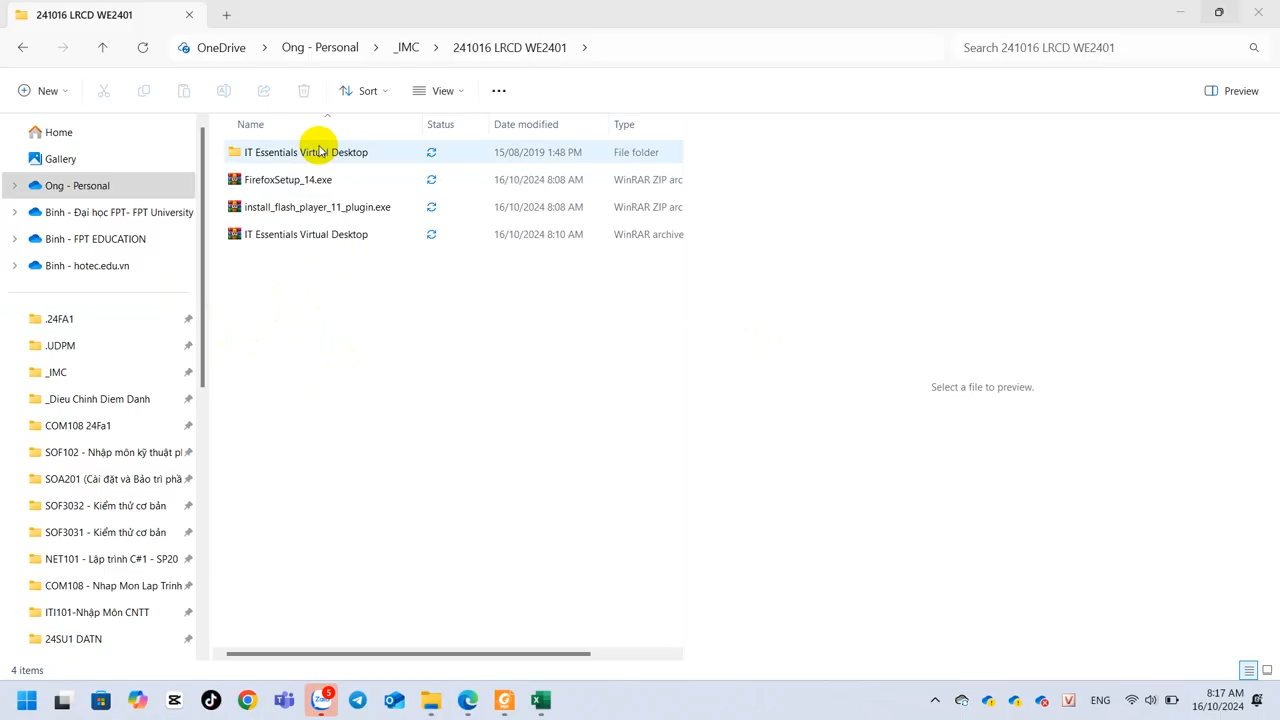 241016 LRCD WE2401
OneDrive Ong - Personal _IMC 241016 LRCD WE2401
Search 241016 LRCD WE2401
New Sort View Preview
Name Status Date modified Type
Home
Gallery
Ong - Personal
Binh - Đại học FPT- FPT University
Binh - FPT EDUCATION
Binh - hotec.edu.vn
.24FA1
.UDPM
_IMC
_Dieu Chinh Diem Danh
COM108 24Fa1
SOF102 - Nhập môn kỹ thuật pl
SOA201 (Cài đặt và Bảo trì phầ
SOF3032 - Kiểm thử cơ bản
SOF3031 - Kiểm thử cơ bản
NET101 - Lập trình C#1 - SP20
COM108 - Nhap Mon Lap Trinh
ITI101-Nhập Môn CNTT
24SU1 DATN
IT Essentials Virtual Desktop 15/08/2019 1:48 PM File folder
FirefoxSetup_14.exe 16/10/2024 8:08 AM WinRAR ZIP arc
install_flash_player_11_plugin.exe 16/10/2024 8:08 AM WinRAR ZIP arc
IT Essentials Virtual Desktop 16/10/2024 8:10 AM WinRAR archive
Select a file to preview.
4 items
Zalo 5
ENG
8:17 AM
16/10/2024